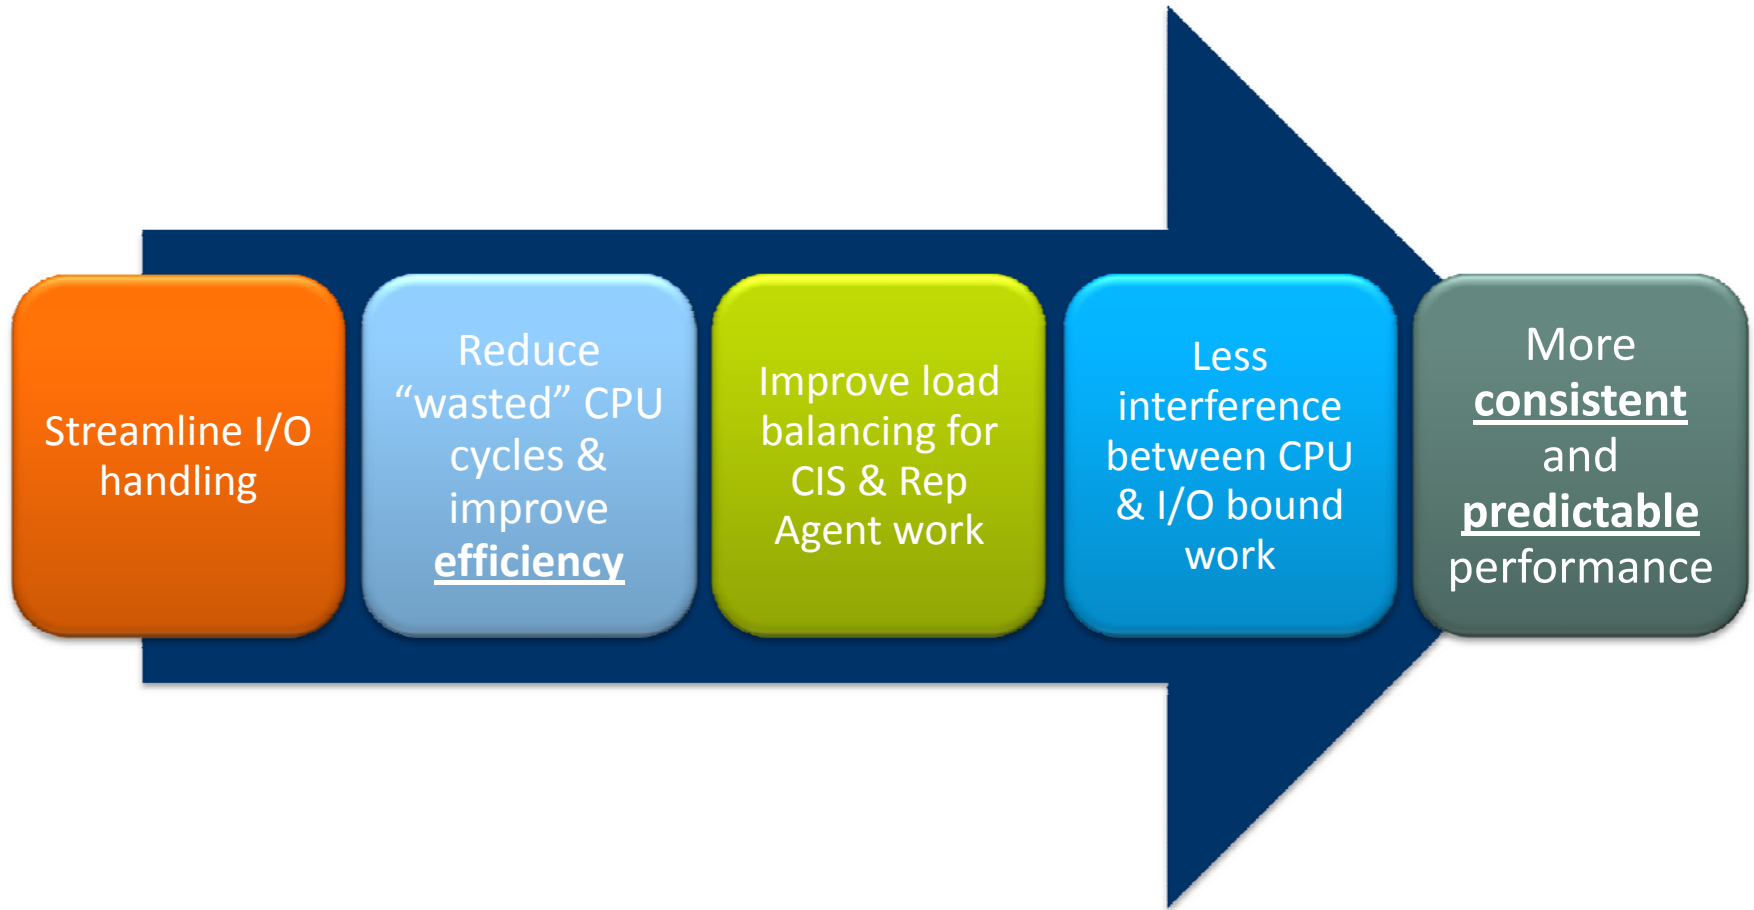 Streamline I/O
handling
Reduce
“wasted” CPU
cycles &
improve
efficiency
Improve load
balancing for
CIS & Rep
Agent work
Less
interference
between CPU
& I/O bound
work
More
consistent
and
predictable
performance